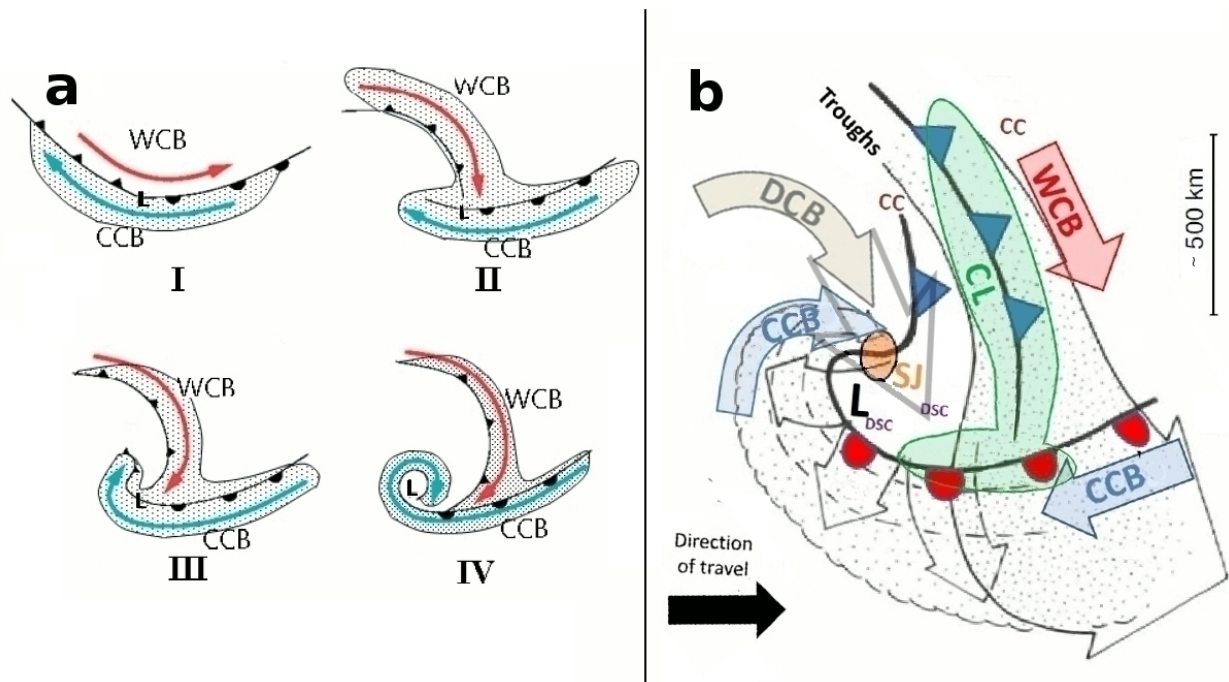 a
WCB
L
CCB
I
WCB
L
CCB
II
WCB
L
CCB
III
WCB
L
CCB
IV
b
Troughs
CC
WCB
~ 500 km
DCB
CC
CL
CCB
SJ
L
DSC
DSC
CCB
Direction
of travel